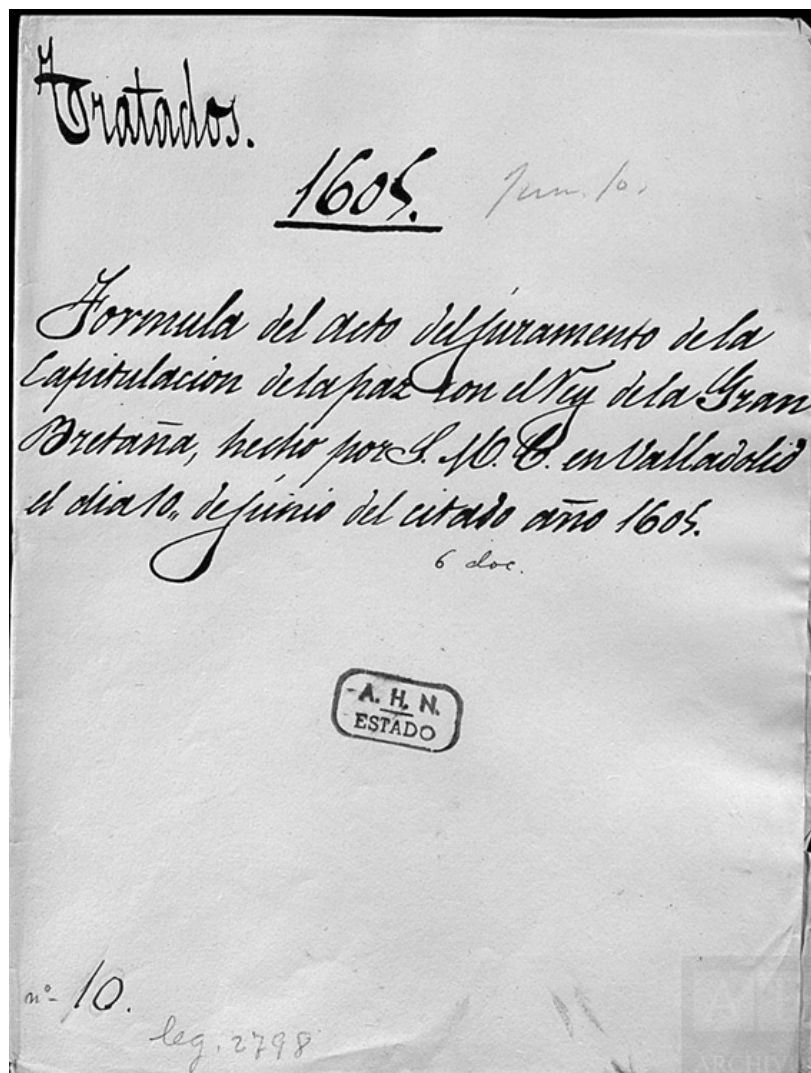 Tratados.
1605. Jun. 10.
Formula del acto del juramento de la
Capitulacion de la paz con el Rey de la Gran
Bretaña, hecho por S. M. C. en Valladolid
el dia 10,, de junio del citado año 1605.
6 doc.
A. H. N.
ESTADO
nº- 10.
leg. 2798
ARCHIV